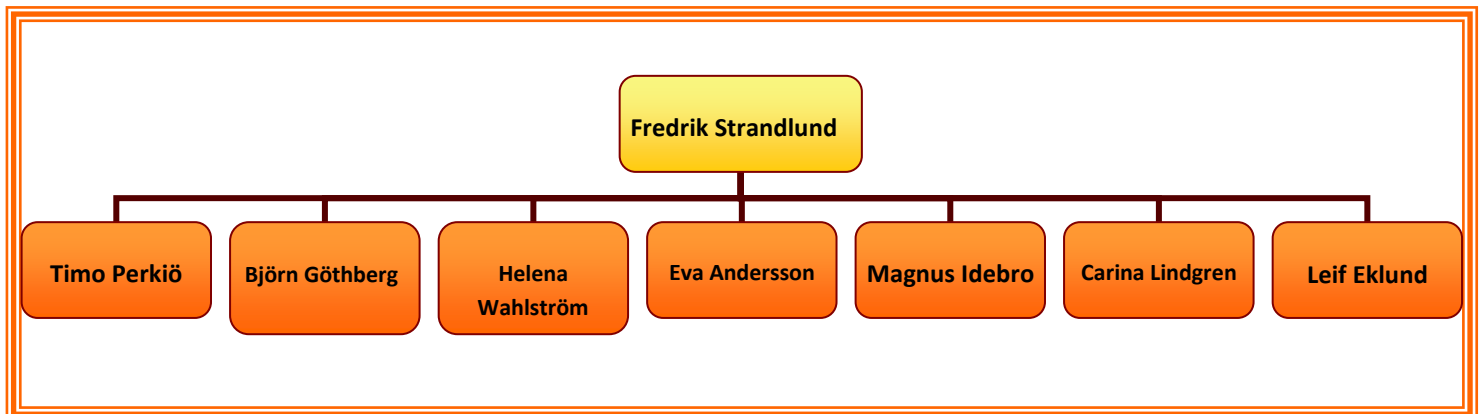 Fredrik Strandlund
Timo Perkiö
Björn Göthberg
Helena
Wahlström
Eva Andersson
Magnus Idebro
Carina Lindgren
Leif Eklund